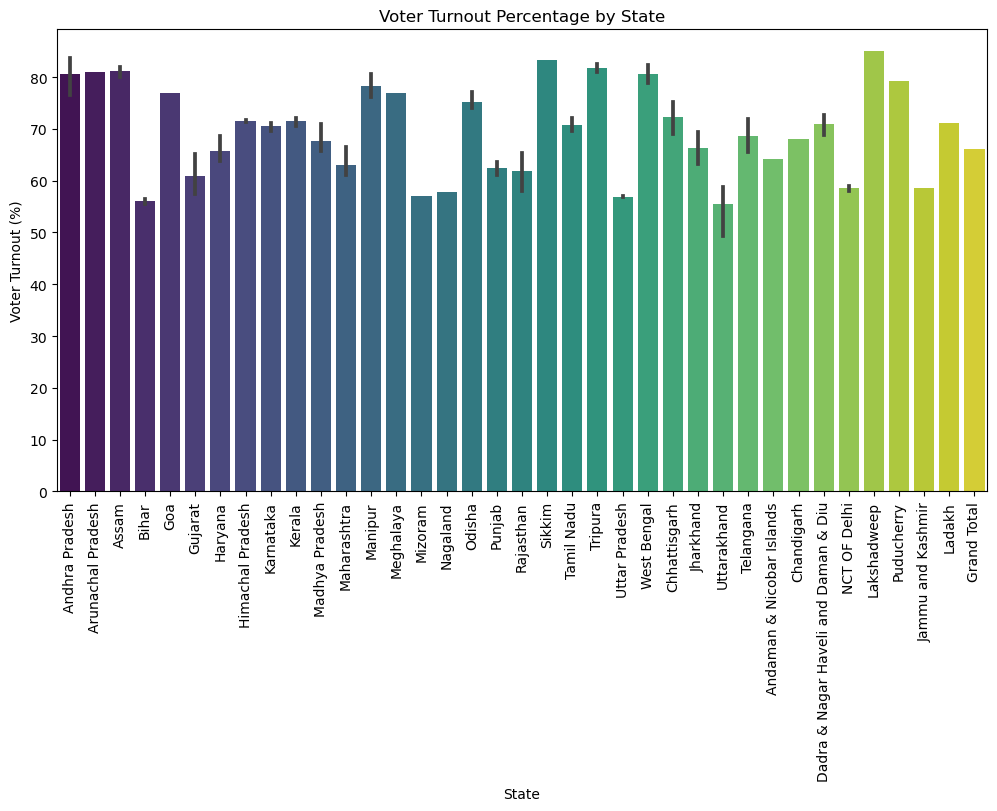 Voter Turnout Percentage by State
Voter Turnout (%)
80
70
60
50
40
30
20
10
0
Andhra Pradesh
Arunachal Pradesh
Assam
Bihar
Goa
Gujarat
Haryana
Himachal Pradesh
Karnataka
Kerala
Madhya Pradesh
Maharashtra
Manipur
Meghalaya
Mizoram
Nagaland
Odisha
Punjab
Rajasthan
Sikkim
Tamil Nadu
Tripura
Uttar Pradesh
West Bengal
Chhattisgarh
Jharkhand
Uttarakhand
Telangana
Andaman & Nicobar Islands
Chandigarh
Dadra & Nagar Haveli and Daman & Diu
NCT OF Delhi
Lakshadweep
Puducherry
Jammu and Kashmir
Ladakh
Grand Total
State